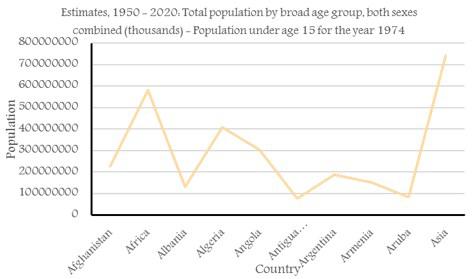 Estimates, 1950 - 2020: Total population by broad age group, both sexes
combined (thousands) - Population under age 15 for the year 1974
800000000
700000000
600000000
500000000
400000000
300000000
200000000
100000000
0
Population
Afghanistan
Africa
Albania
Algeria
Angola
Antigua...
Argentina
Armenia
Aruba
Asia
Country